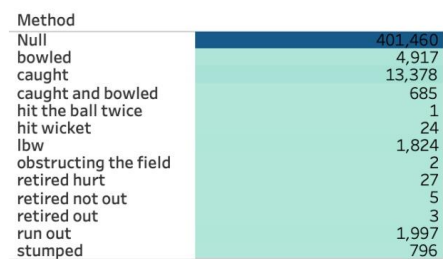 Method
Null 401,460
bowled 4,917
caught 13,378
caught and bowled 685
hit the ball twice 1
hit wicket 24
lbw 1,824
obstructing the field 2
retired hurt 27
retired not out 5
retired out 3
run out 1,997
stumped 796